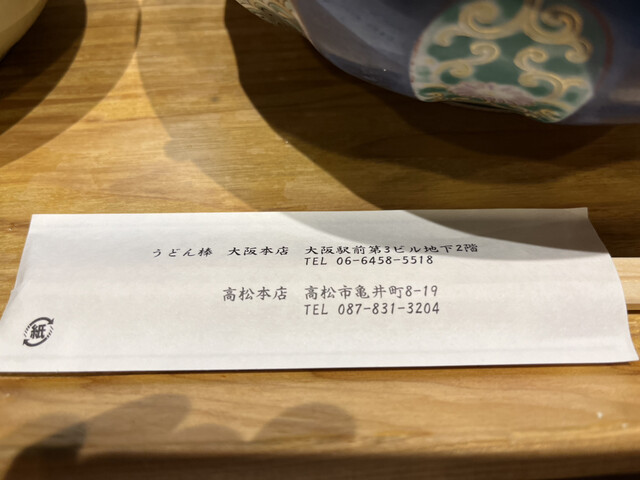 うどん棒 大阪本店 大阪駅前第3ビル地下2階
TEL 06-6458-5518
高松本店 高松市亀井町8-19
TEL 087-831-3204
紙